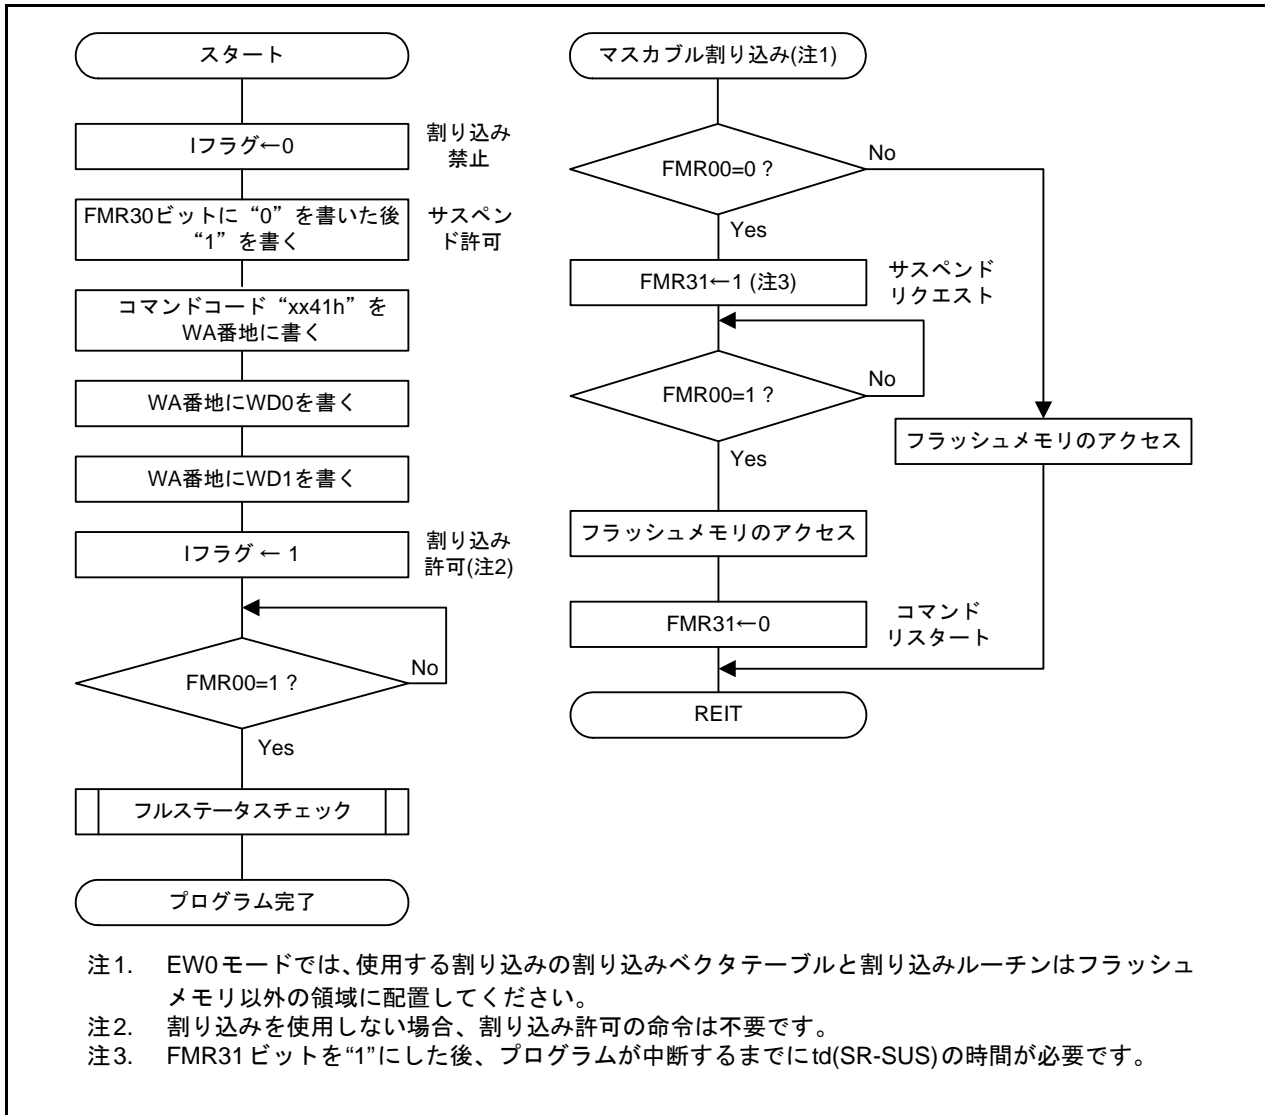 スタート
Iフラグ←0
割り込み
禁止
FMR30ビットに“0”を書いた後
“1”を書く
サスペン
ド許可
コマンドコード“xx41h”を
WA番地に書く
WA番地にWD0を書く
WA番地にWD1を書く
Iフラグ ← 1
割り込み
許可(注2)
FMR00=1 ?
No
Yes
フルステータスチェック
プログラム完了
マスカブル割り込み(注1)
FMR00=0 ?
No
Yes
FMR31←1 (注3)
サスペンド
リクエスト
FMR00=1 ?
No
Yes
フラッシュメモリのアクセス
フラッシュメモリのアクセス
FMR31←0
コマンド
リスタート
REIT
注1. EW0モードでは、使用する割り込みの割り込みベクタテーブルと割り込みルーチンはフラッシュ
メモリ以外の領域に配置してください。
注2. 割り込みを使用しない場合、割り込み許可の命令は不要です。
注3. FMR31ビットを“1”にした後、プログラムが中断するまでにtd(SR-SUS)の時間が必要です。